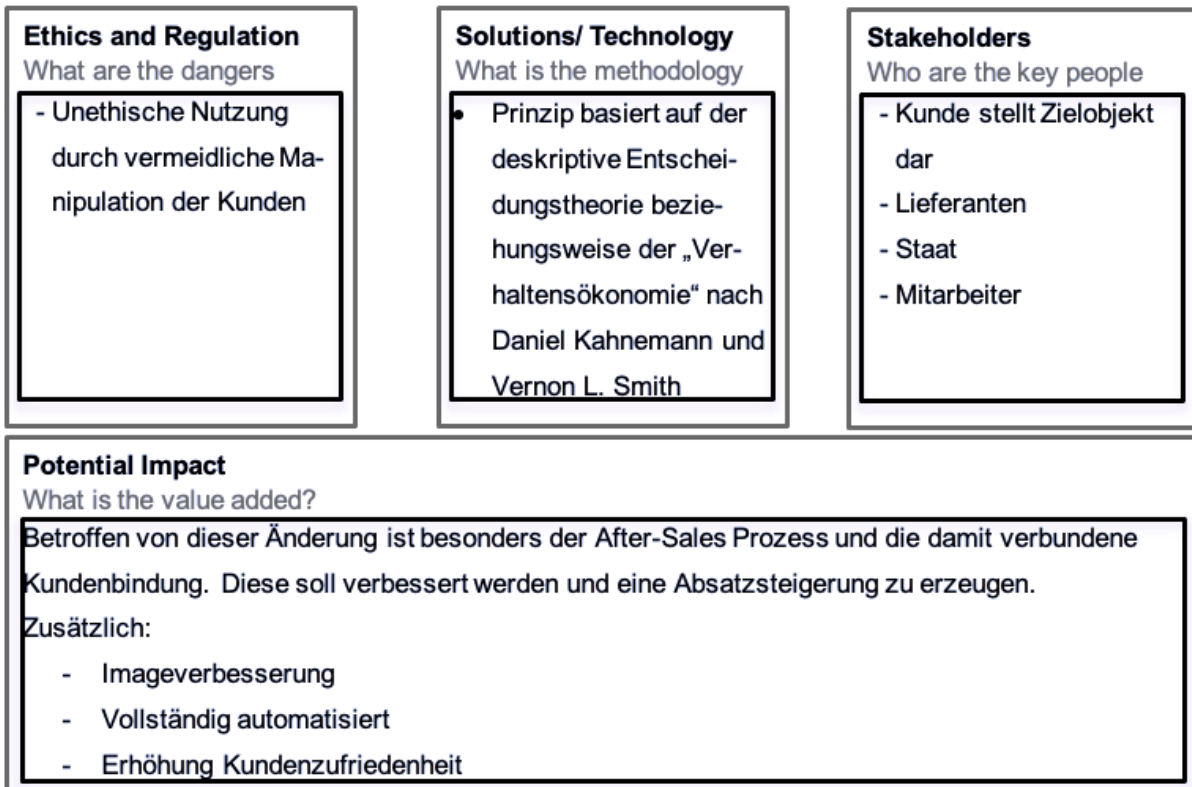 Ethics and Regulation
What are the dangers
- Unethische Nutzung
durch vermeidliche Ma-
nipulation der Kunden
Solutions/ Technology
What is the methodology
• Prinzip basiert auf der
deskriptive Entschei-
dungstheorie bezie-
hungsweise der „Ver-
haltensökonomie“ nach
Daniel Kahnemann und
Vernon L. Smith
Stakeholders
Who are the key people
- Kunde stellt Zielobjekt
dar
- Lieferanten
- Staat
- Mitarbeiter
Potential Impact
What is the value added?
Betroffen von dieser Änderung ist besonders der After-Sales Prozess und die damit verbundene
Kundenbindung. Diese soll verbessert werden und eine Absatzsteigerung zu erzeugen.
Zusätzlich:
- Imageverbesserung
- Vollständig automatisiert
- Erhöhung Kundenzufriedenheit